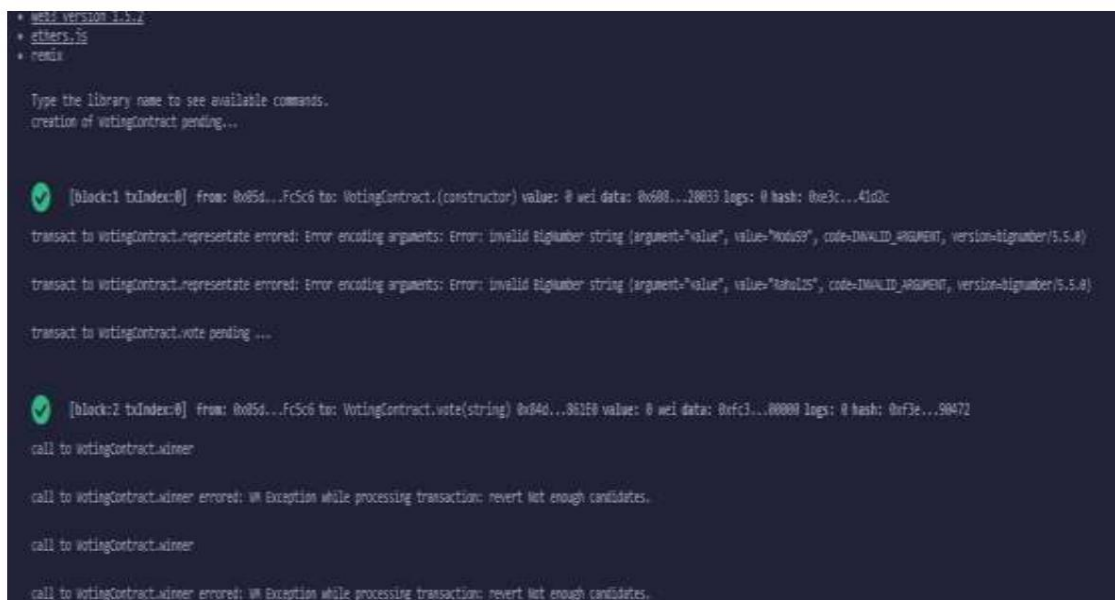 • web3 version 1.5.2
• ethers.js
• remix
Type the library name to see available commands.
creation of VotingContract pending...
[block:1 txIndex:0] from: 0x05d...Fc5c6 to: VotingContract.(constructor) value: 0 wei data: 0x608...20033 logs: 0 hash: 0xe3c...41d2c
transact to VotingContract.representate errored: Error encoding arguments: Error: invalid BigNumber string (argument="value", value="Modu59", code=INVALID_ARGUMENT, version=bignumber/5.5.0)
transact to VotingContract.representate errored: Error encoding arguments: Error: invalid BigNumber string (argument="value", value="Rahul25", code=INVALID_ARGUMENT, version=bignumber/5.5.0)
transact to VotingContract.vote pending ...
[block:2 txIndex:0] from: 0x05d...Fc5c6 to: VotingContract.vote(string) 0x84d...861E0 value: 0 wei data: 0xfc3...00000 logs: 0 hash: 0xf3e...90472
call to VotingContract.winner
call to VotingContract.winner errored: VM Exception while processing transaction: revert Not enough candidates.
call to VotingContract.winner
call to VotingContract.winner errored: VM Exception while processing transaction: revert Not enough candidates.